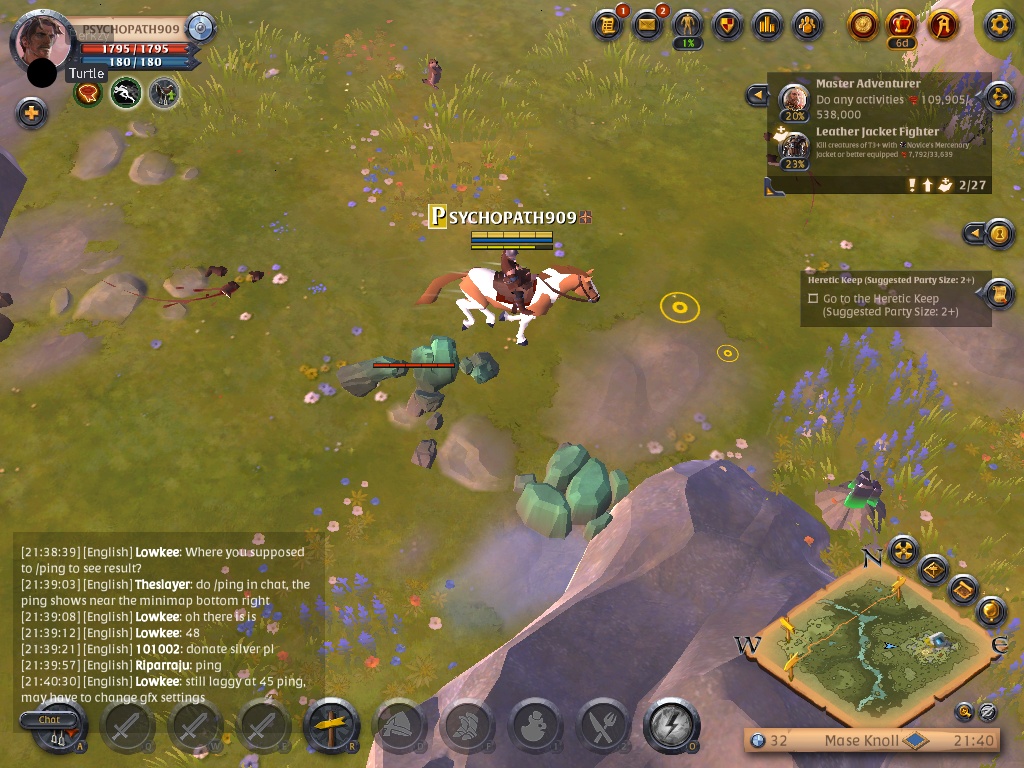 PSYCHOPATH909
1795 / 1795
180 / 180
Turtle
1
2
1%
6d
Master Adventurer
Do any activities 109,905/
538,000
20%
Leather Jacket Fighter
Kill creatures of T3+ with Novice's Mercenary
Jacket or better equipped 7,792/33,639
23%
2/27
PSYCHOPATH909
Heretic Keep (Suggested Party Size: 2+)
Go to the Heretic Keep
(Suggested Party Size: 2+)
[21:38:39] [English] Lowkee: Where you supposed
to /ping to see result?
[21:39:03] [English] Theslayer: do /ping in chat, the
ping shows near the minimap bottom right
[21:39:08] [English] Lowkee: oh there is is
[21:39:12] [English] Lowkee: 48
[21:39:21] [English] 101002: donate silver pl
[21:39:57] [English] Riparroju: ping
[21:40:30] [English] Lowkee: still laggy at 45 ping,
may have to change gfx settings
Chat
A Q W E R D F 1 2 O
N
W E
32 Mase Knoll 21:40